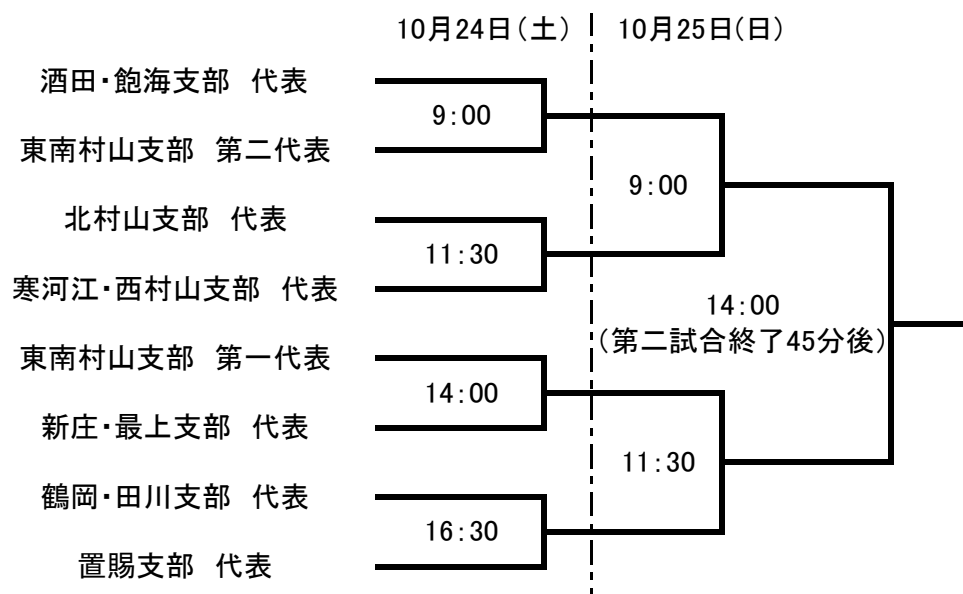 10月24日(土)
10月25日(日)
酒田・飽海支部 代表
9:00
東南村山支部 第二代表
9:00
北村山支部 代表
11:30
寒河江・西村山支部 代表
14:00
(第二試合終了45分後)
東南村山支部 第一代表
14:00
新庄・最上支部 代表
11:30
鶴岡・田川支部 代表
16:30
置賜支部 代表